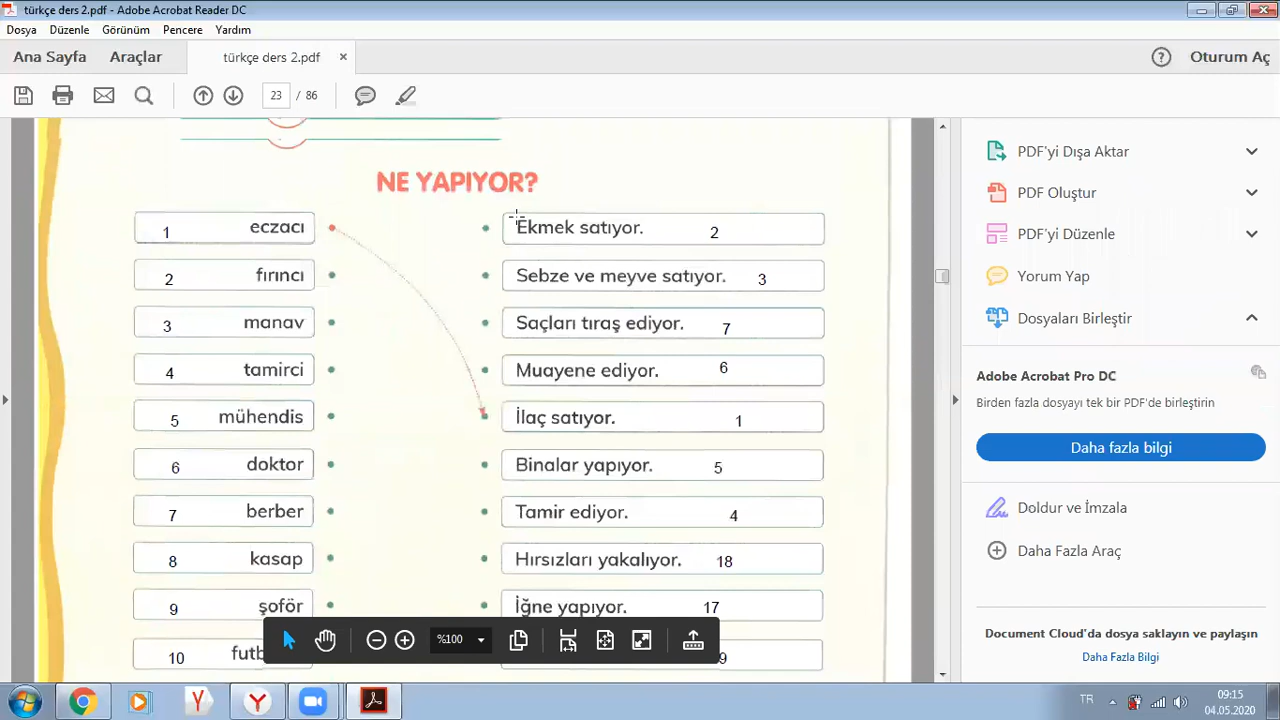 türkçe ders 2.pdf - Adobe Acrobat Reader DC
Dosya Düzenle Görünüm Pencere Yardım
Ana Sayfa Araçlar türkçe ders 2.pdf × Oturum Aç
23 / 86
NE YAPIYOR?
1 eczacı Ekmek satıyor. 2
2 fırıncı Sebze ve meyve satıyor. 3
3 manav Saçları tıraş ediyor. 7
4 tamirci Muayene ediyor. 6
5 mühendis İlaç satıyor. 1
6 doktor Binalar yapıyor. 5
7 berber Tamir ediyor. 4
8 kasap Hırsızları yakalıyor. 18
9 şoför İğne yapıyor. 17
10 futb 9
%100
PDF'yi Dışa Aktar
PDF Oluştur
PDF'yi Düzenle
Yorum Yap
Dosyaları Birleştir
Adobe Acrobat Pro DC
Birden fazla dosyayı tek bir PDF'de birleştirin
Daha fazla bilgi
Doldur ve İmzala
Daha Fazla Araç
Document Cloud'da dosya saklayın ve paylaşın
Daha Fazla Bilgi
TR 09:15
04.05.2020